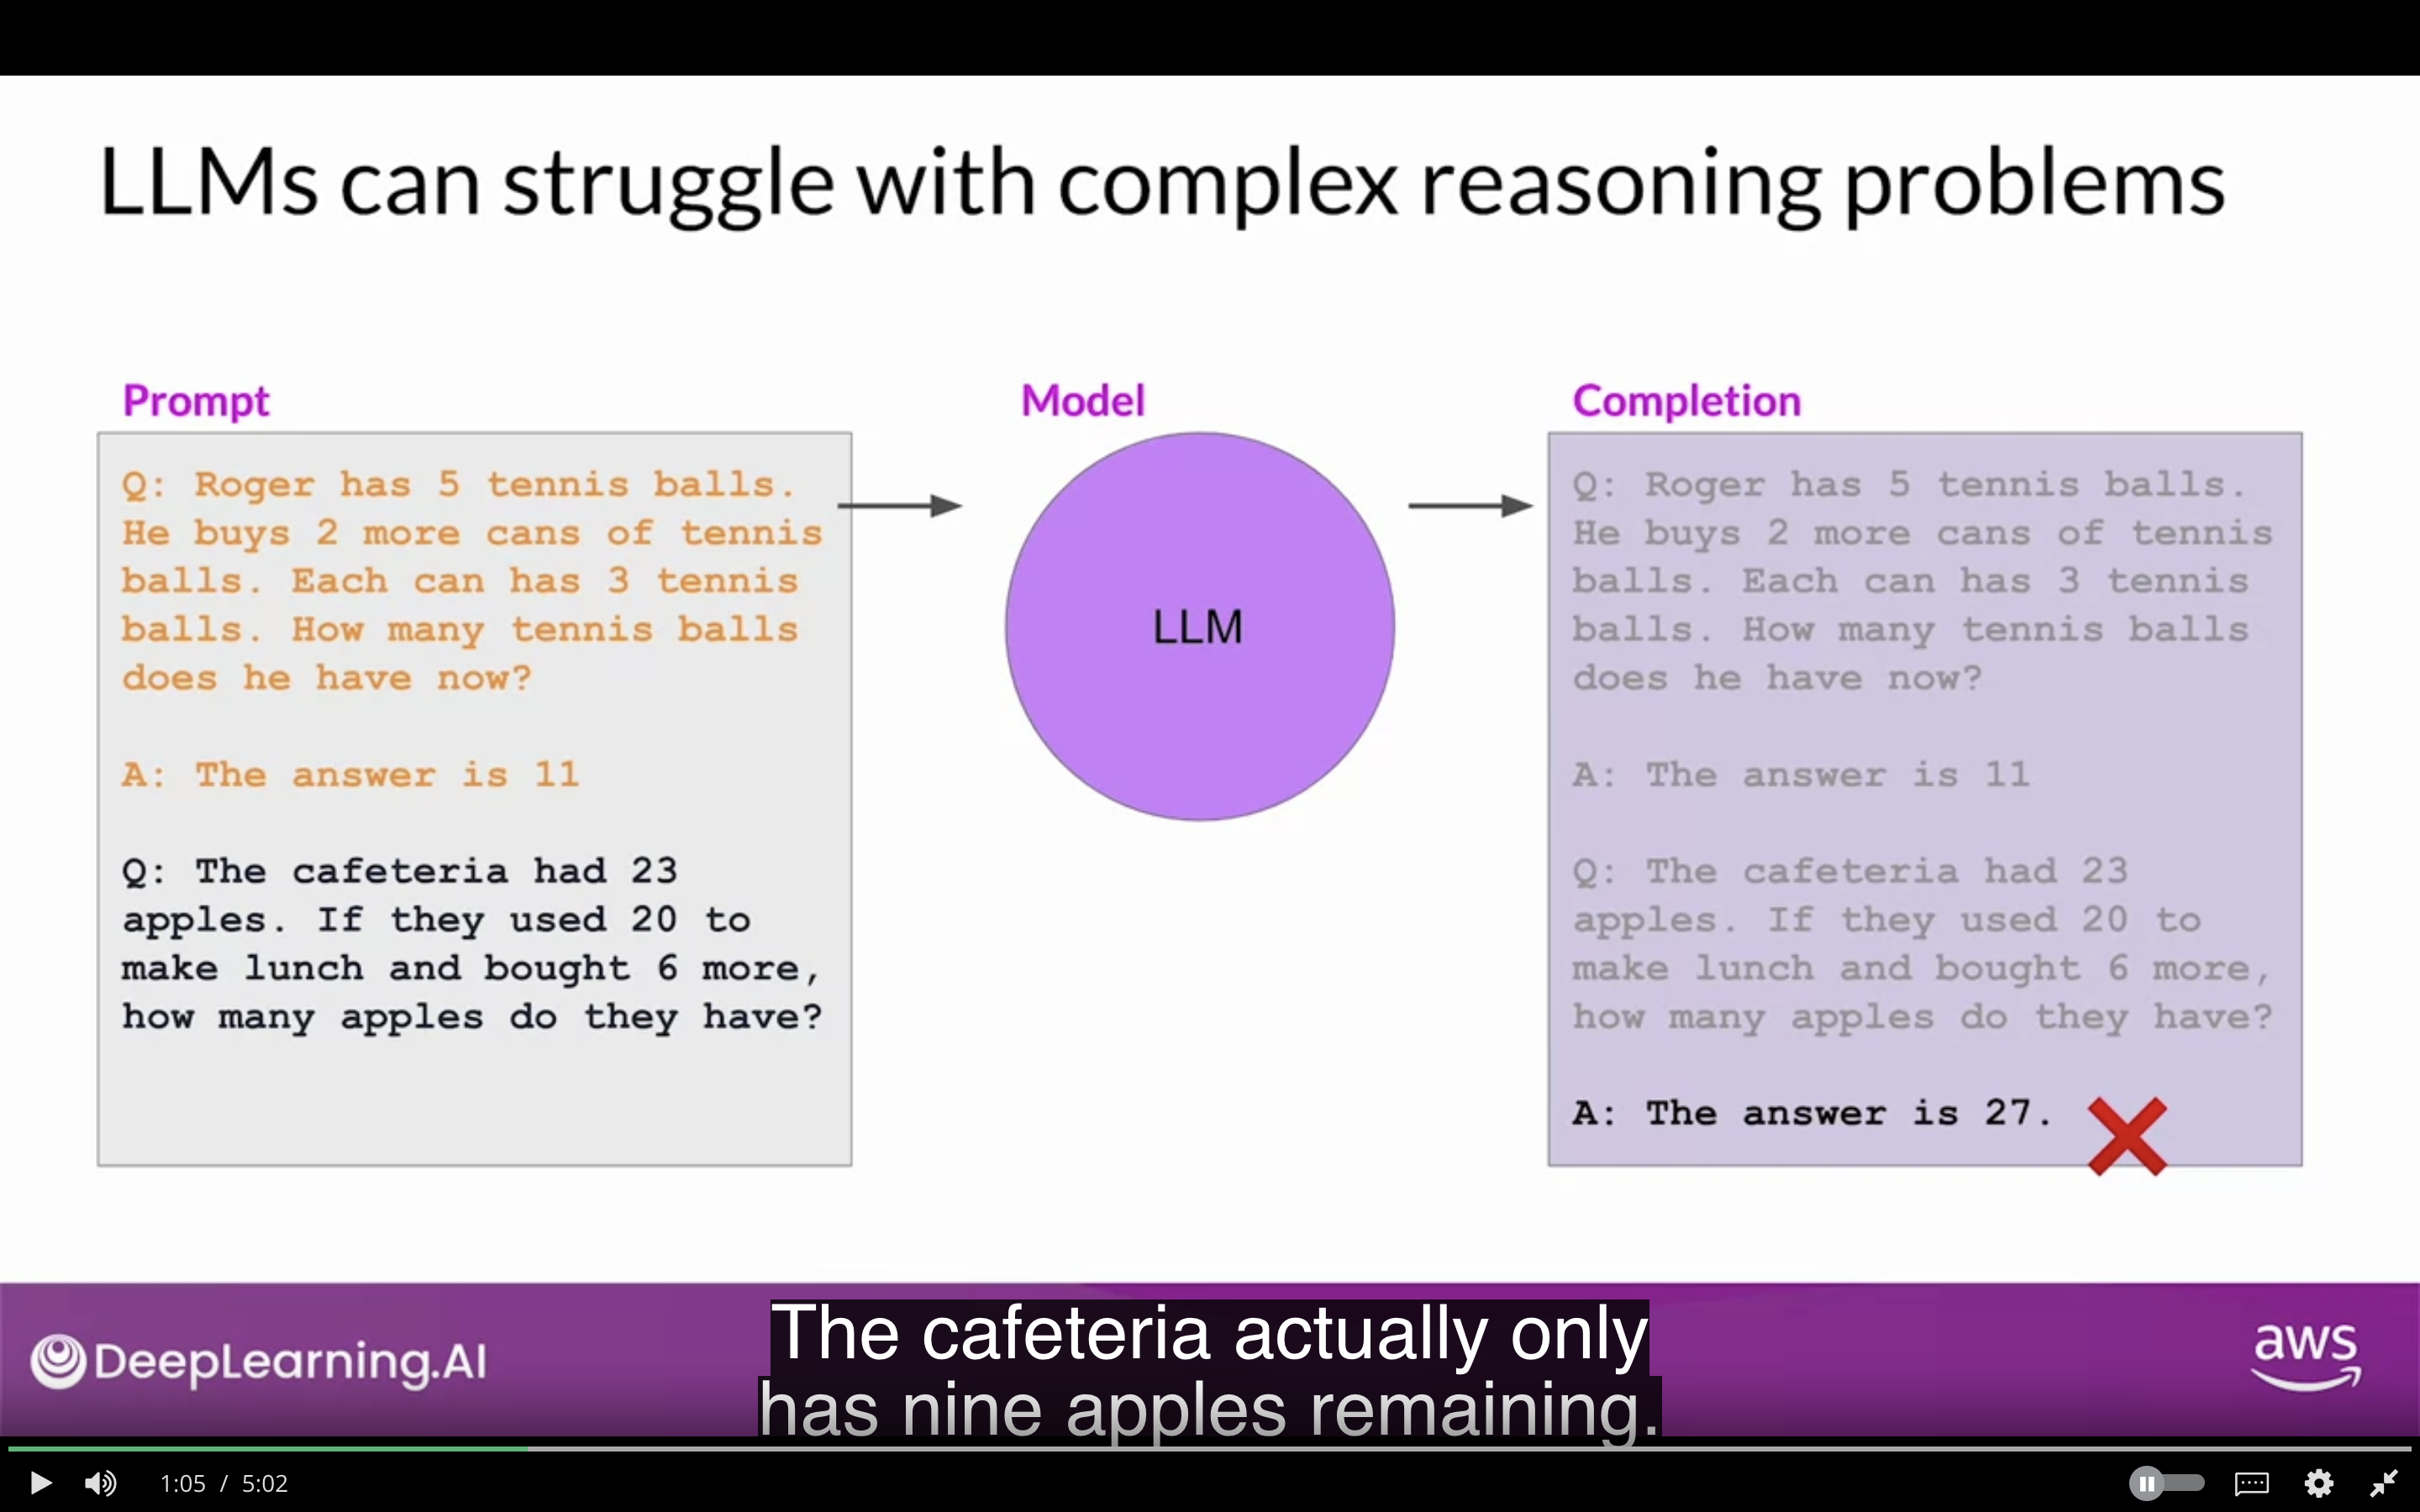 LLMs can struggle with complex reasoning problems
Prompt
Q: Roger has 5 tennis balls.
He buys 2 more cans of tennis
balls. Each can has 3 tennis
balls. How many tennis balls
does he have now?
A: The answer is 11
Q: The cafeteria had 23
apples. If they used 20 to
make lunch and bought 6 more,
how many apples do they have?
Model
LLM
Completion
Q: Roger has 5 tennis balls.
He buys 2 more cans of tennis
balls. Each can has 3 tennis
balls. How many tennis balls
does he have now?
A: The answer is 11
Q: The cafeteria had 23
apples. If they used 20 to
make lunch and bought 6 more,
how many apples do they have?
A: The answer is 27.
DeepLearning.AI
The cafeteria actually only
has nine apples remaining.
aws
1:05 / 5:02